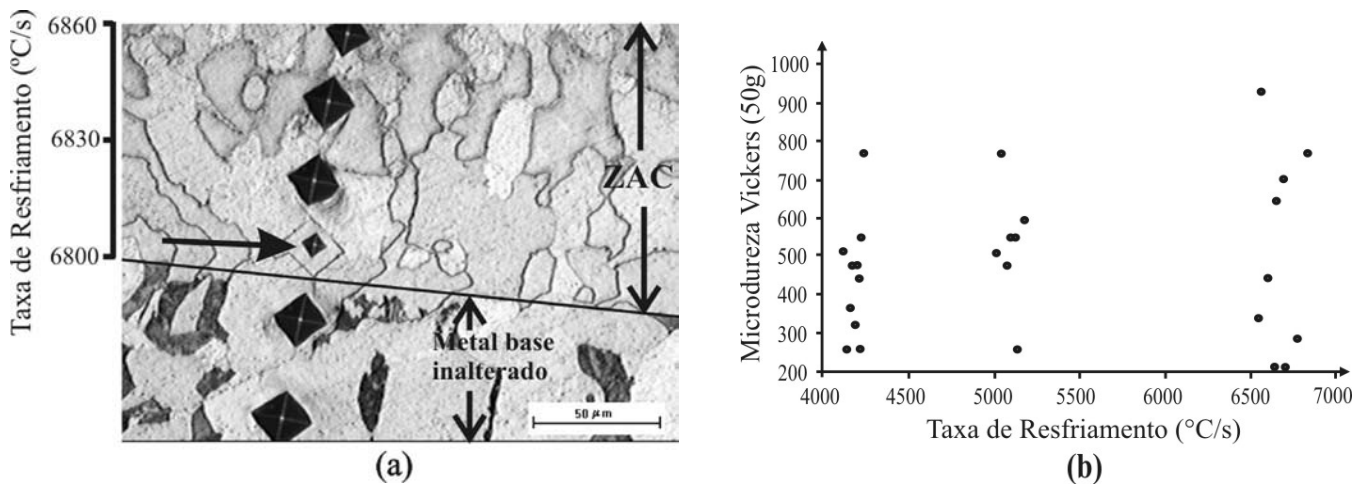 Taxa de Resfriamento (ºC/s)
6860
6830
6800
ZAC
Metal base
inalterado
50 µm
(a)
Microdureza Vickers (50g)
1000
900
800
700
600
500
400
300
200
4000 4500 5000 5500 6000 6500 7000
Taxa de Resfriamento (°C/s)
(b)